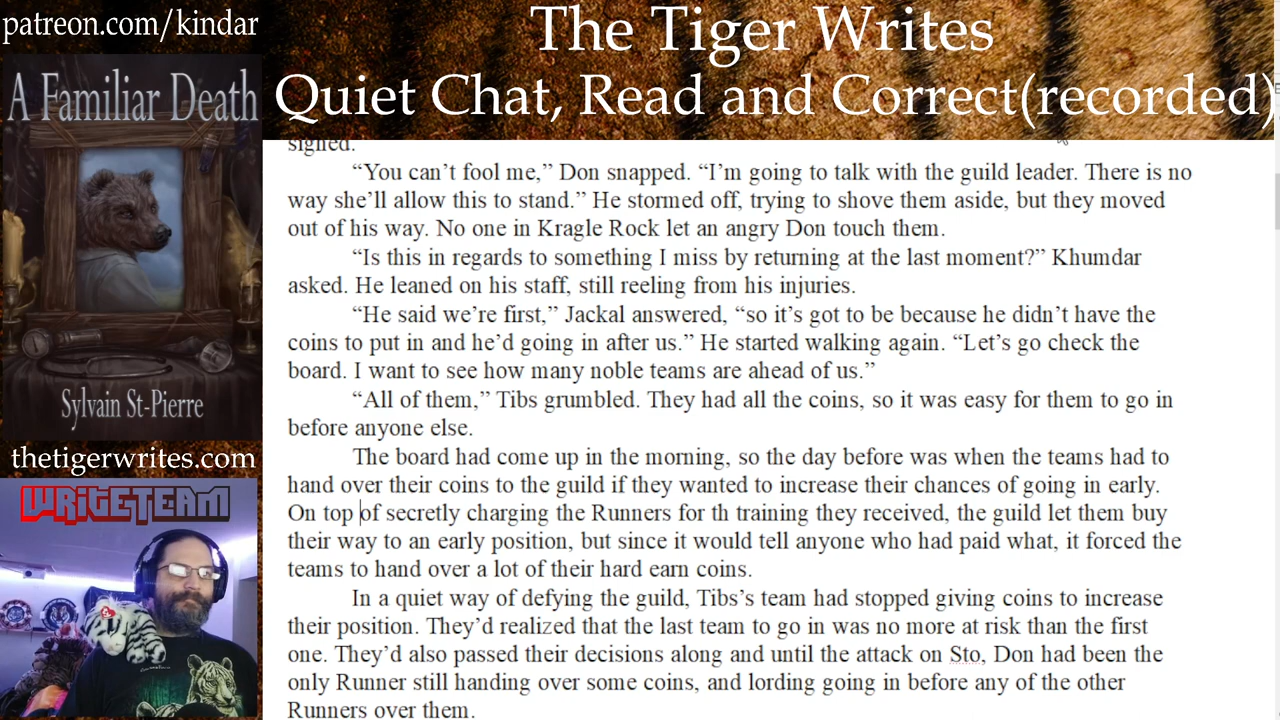 patreon.com/kindar
A Familiar Death
Sylvain St-Pierre
thetigerwrites.com
WRITETEAM
The Tiger Writes
Quiet Chat, Read and Correct(recorded)
signed.
“You can’t fool me,” Don snapped. “I’m going to talk with the guild leader. There is no
way she’ll allow this to stand.” He stormed off, trying to shove them aside, but they moved
out of his way. No one in Kragle Rock let an angry Don touch them.
“Is this in regards to something I miss by returning at the last moment?” Khumdar
asked. He leaned on his staff, still reeling from his injuries.
“He said we’re first,” Jackal answered, “so it’s got to be because he didn’t have the
coins to put in and he’d going in after us.” He started walking again. “Let’s go check the
board. I want to see how many noble teams are ahead of us.”
“All of them,” Tibs grumbled. They had all the coins, so it was easy for them to go in
before anyone else.
The board had come up in the morning, so the day before was when the teams had to
hand over their coins to the guild if they wanted to increase their chances of going in early.
On top of secretly charging the Runners for th training they received, the guild let them buy
their way to an early position, but since it would tell anyone who had paid what, it forced the
teams to hand over a lot of their hard earn coins.
In a quiet way of defying the guild, Tibs’s team had stopped giving coins to increase
their position. They’d realized that the last team to go in was no more at risk than the first
one. They’d also passed their decisions along and until the attack on Sto, Don had been the
only Runner still handing over some coins, and lording going in before any of the other
Runners over them.